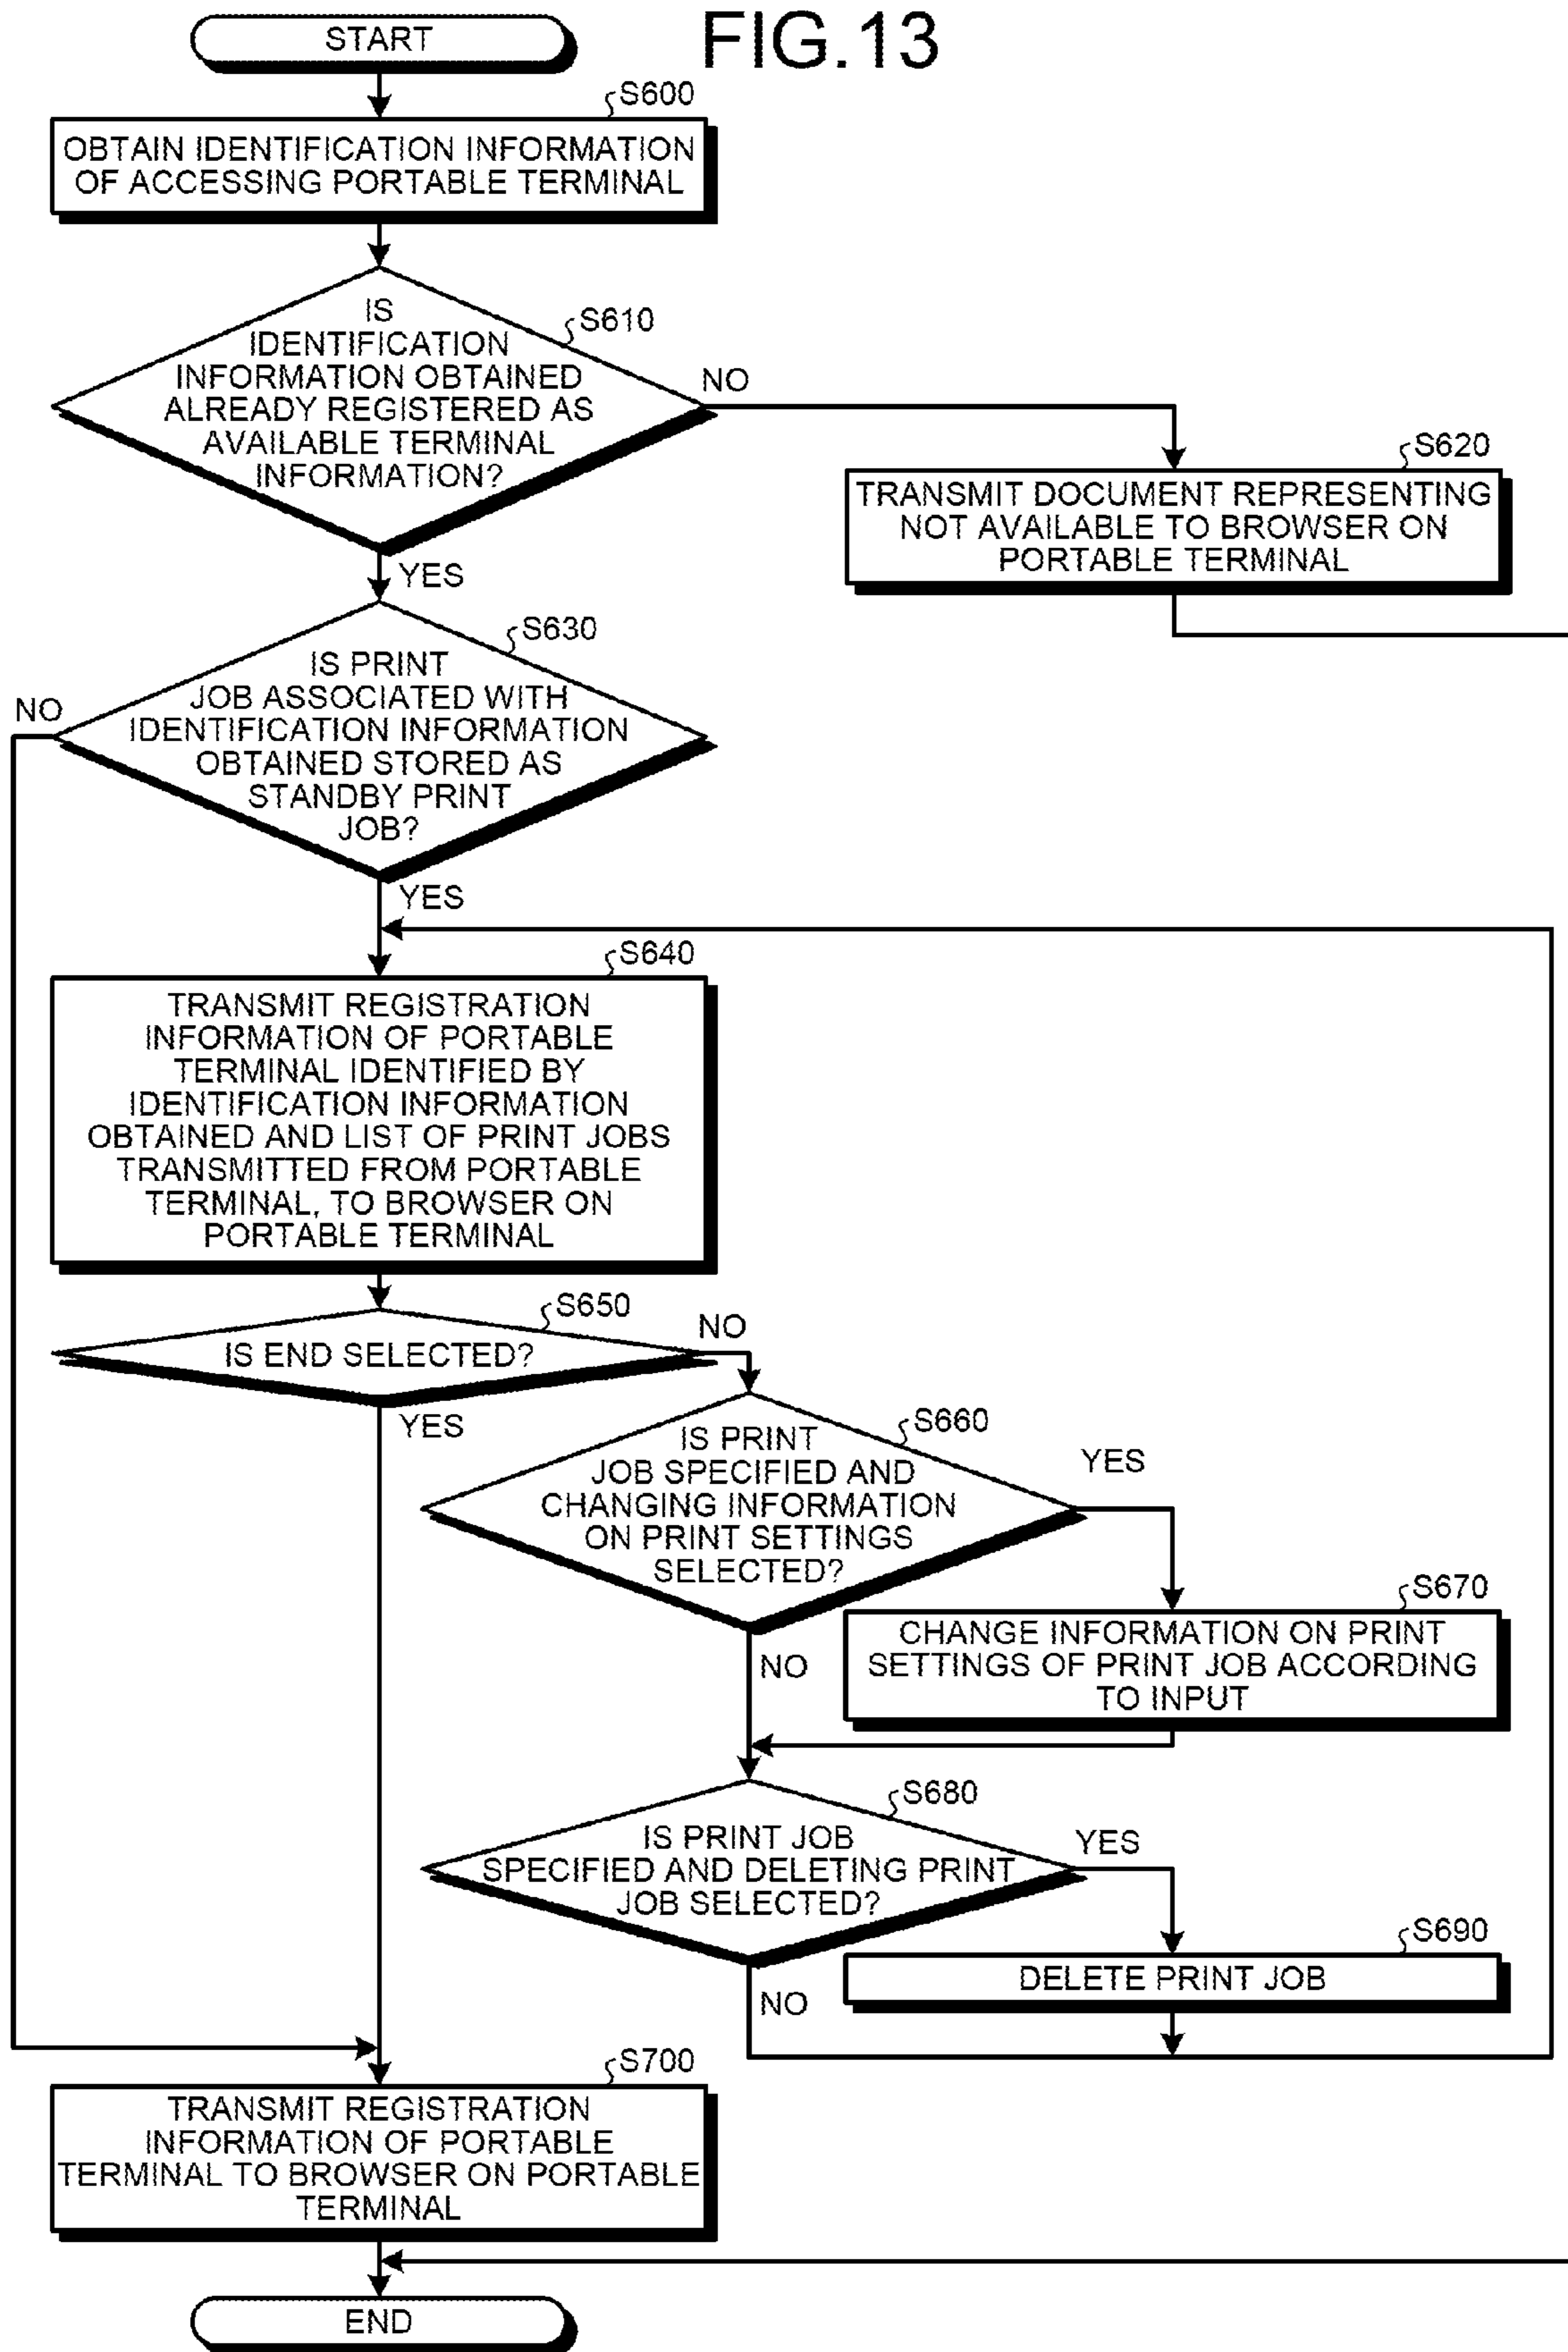 FIG.13
START
S600
OBTAIN IDENTIFICATION INFORMATION
OF ACCESSING PORTABLE TERMINAL
S610
IS
IDENTIFICATION
INFORMATION OBTAINED
ALREADY REGISTERED AS
AVAILABLE TERMINAL
INFORMATION?
NO
YES
S620
TRANSMIT DOCUMENT REPRESENTING
NOT AVAILABLE TO BROWSER ON
PORTABLE TERMINAL
S630
IS PRINT
JOB ASSOCIATED WITH
IDENTIFICATION INFORMATION
OBTAINED STORED AS
STANDBY PRINT
JOB?
NO
YES
S640
TRANSMIT REGISTRATION
INFORMATION OF PORTABLE
TERMINAL IDENTIFIED BY
IDENTIFICATION INFORMATION
OBTAINED AND LIST OF PRINT JOBS
TRANSMITTED FROM PORTABLE
TERMINAL, TO BROWSER ON
PORTABLE TERMINAL
S650
IS END SELECTED?
NO
YES
S660
IS PRINT
JOB SPECIFIED AND
CHANGING INFORMATION
ON PRINT SETTINGS
SELECTED?
YES
NO
S670
CHANGE INFORMATION ON PRINT
SETTINGS OF PRINT JOB ACCORDING
TO INPUT
S680
IS PRINT JOB
SPECIFIED AND DELETING PRINT
JOB SELECTED?
YES
NO
S690
DELETE PRINT JOB
S700
TRANSMIT REGISTRATION
INFORMATION OF PORTABLE
TERMINAL TO BROWSER ON PORTABLE
TERMINAL
END